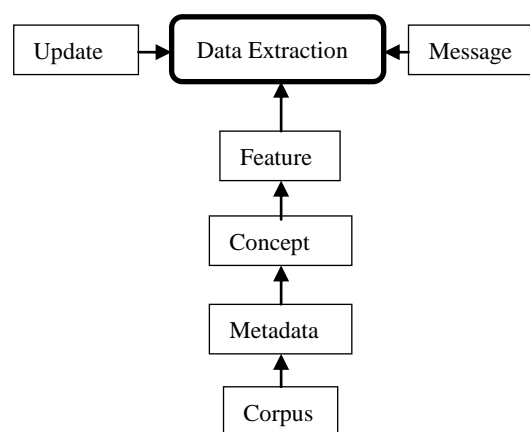 Update
Data Extraction
Message
Feature
Concept
Metadata
Corpus